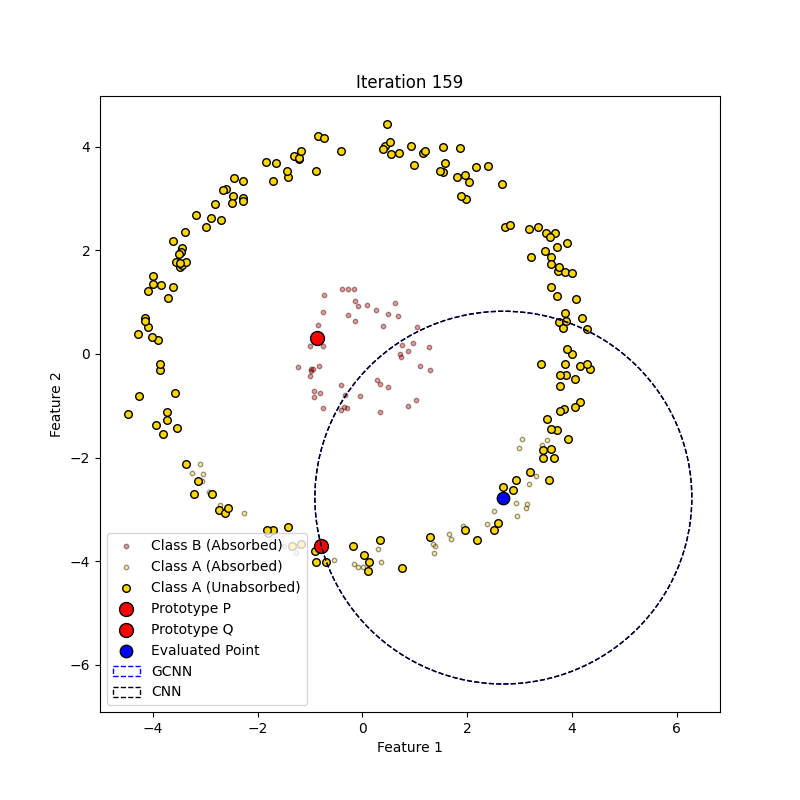 Iteration 159
Feature 2
4
2
0
−2
−4
−6
Class B (Absorbed)
Class A (Absorbed)
Class A (Unabsorbed)
Prototype P
Prototype Q
Evaluated Point
GCNN
CNN
−4 −2 0 2 4 6
Feature 1